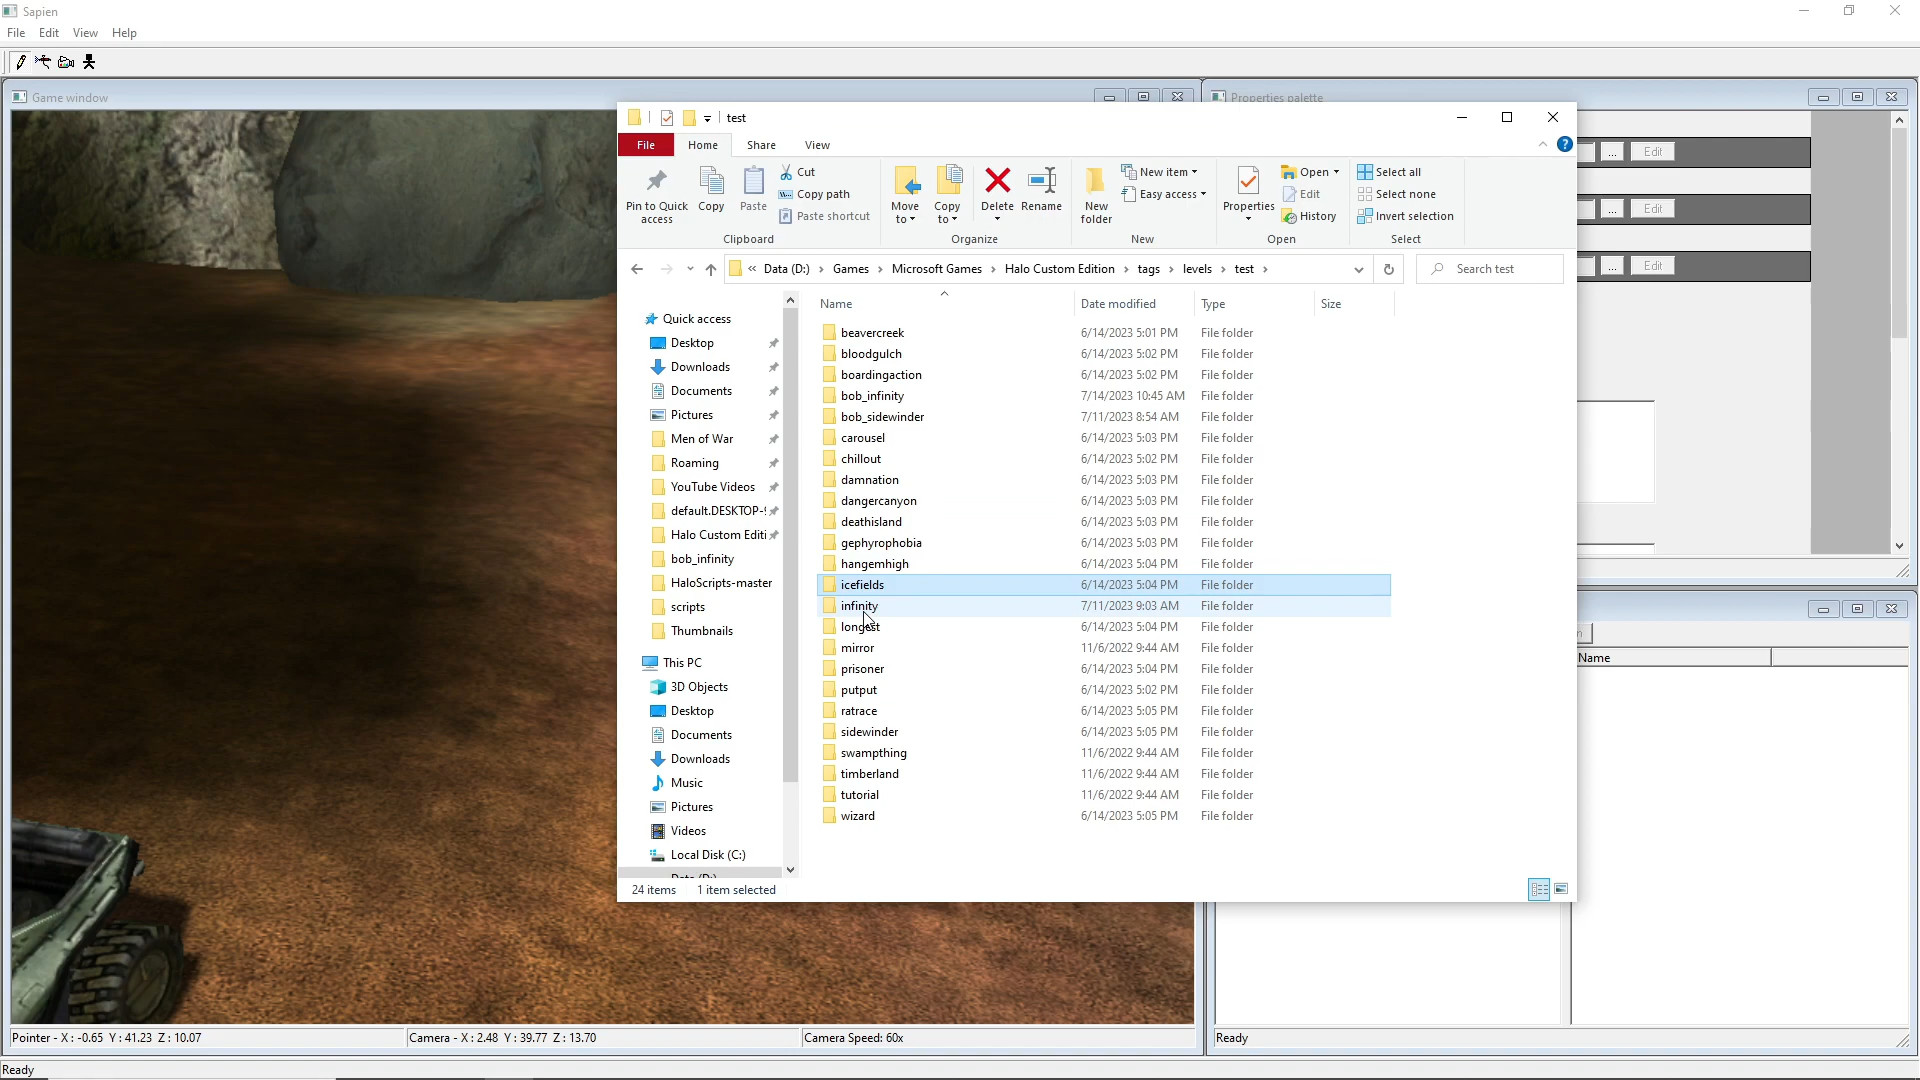 Sapien
File Edit View Help
Game window
Properties palette
test
File Home Share View
Pin to Quick access
Copy
Paste
Cut
Copy path
Paste shortcut
Clipboard
Move to
Copy to
Delete
Rename
Organize
New folder
New item
Easy access
New
Properties
Open
Edit
History
Open
Select all
Select none
Invert selection
Select
... Edit
... Edit
... Edit
« Data (D:) › Games › Microsoft Games › Halo Custom Edition › tags › levels › test ›
Search test
Name Date modified Type Size
Quick access
Desktop
Downloads
Documents
Pictures
Men of War
Roaming
YouTube Videos
default.DESKTOP-
Halo Custom Editi
bob_infinity
HaloScripts-master
scripts
Thumbnails
This PC
3D Objects
Desktop
Documents
Downloads
Music
Pictures
Videos
Local Disk (C:)
Data (D:)
beavercreek 6/14/2023 5:01 PM File folder
bloodgulch 6/14/2023 5:02 PM File folder
boardingaction 6/14/2023 5:02 PM File folder
bob_infinity 7/14/2023 10:45 AM File folder
bob_sidewinder 7/11/2023 8:54 AM File folder
carousel 6/14/2023 5:03 PM File folder
chillout 6/14/2023 5:02 PM File folder
damnation 6/14/2023 5:03 PM File folder
dangercanyon 6/14/2023 5:03 PM File folder
deathisland 6/14/2023 5:03 PM File folder
gephyrophobia 6/14/2023 5:03 PM File folder
hangemhigh 6/14/2023 5:04 PM File folder
icefields 6/14/2023 5:04 PM File folder
infinity 7/11/2023 9:03 AM File folder
longest 6/14/2023 5:04 PM File folder
mirror 11/6/2022 9:44 AM File folder
prisoner 6/14/2023 5:04 PM File folder
putput 6/14/2023 5:02 PM File folder
ratrace 6/14/2023 5:05 PM File folder
sidewinder 6/14/2023 5:05 PM File folder
swampthing 11/6/2022 9:44 AM File folder
timberland 11/6/2022 9:44 AM File folder
tutorial 11/6/2022 9:44 AM File folder
wizard 6/14/2023 5:05 PM File folder
24 items 1 item selected
Name
Pointer - X : -0.65 Y : 41.23 Z : 10.07
Camera - X : 2.48 Y : 39.77 Z : 13.70
Camera Speed: 60x
Ready
Ready